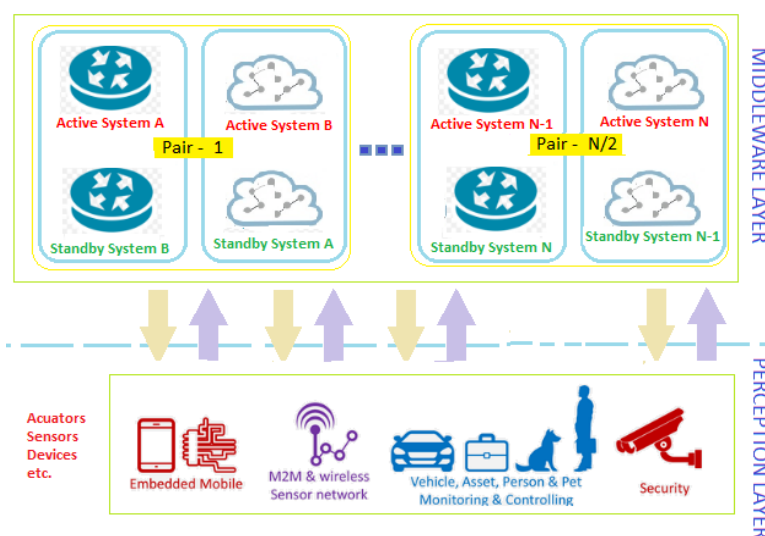 Active System A
Active System B
Active System N-1
Active System N
Pair - 1
Pair - N/2
Standby System B
Standby System A
Standby System N
Standby System N-1
MIDDLEWARE LAYER
Acuators
Sensors
Devices
etc.
Embedded Mobile
M2M & wireless
Sensor network
Vehicle, Asset, Person & Pet
Monitoring & Controlling
Security
PERCEPTION LAYER